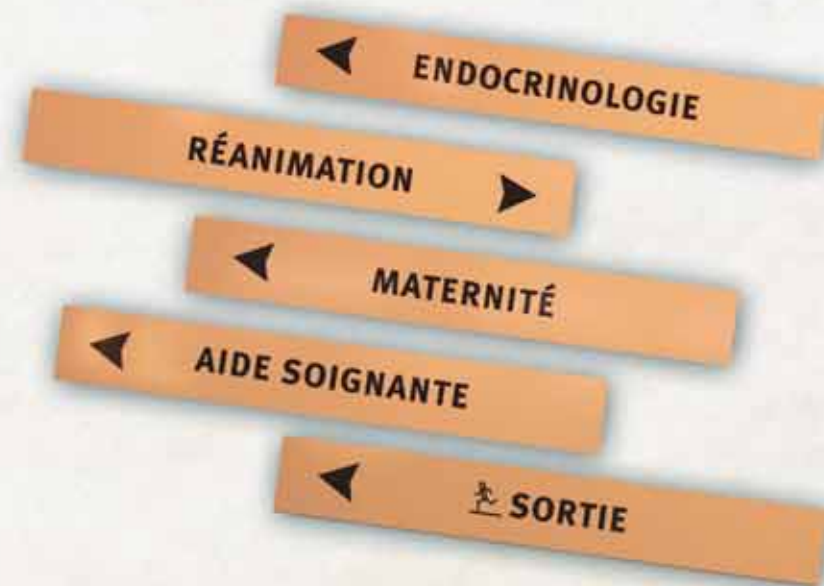 ENDOCRINOLOGIE
RÉANIMATION
MATERNITÉ
AIDE SOIGNANTE
SORTIE